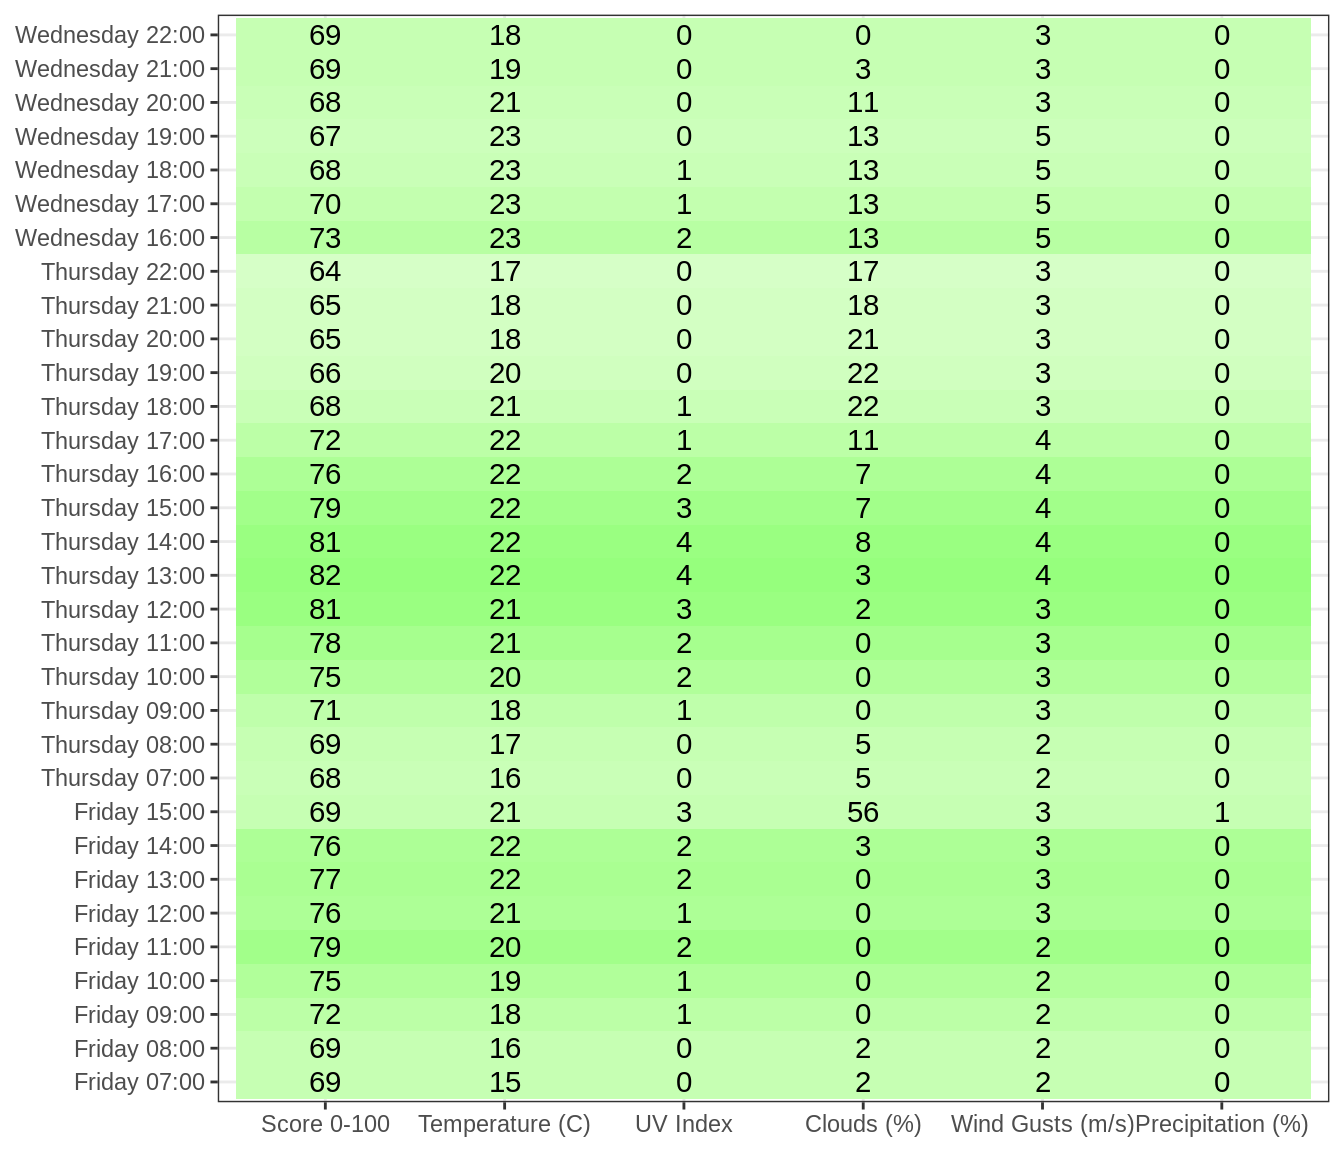 Wednesday 22:00 69 18 0 0 3 0
Wednesday 21:00 69 19 0 3 3 0
Wednesday 20:00 68 21 0 11 3 0
Wednesday 19:00 67 23 0 13 5 0
Wednesday 18:00 68 23 1 13 5 0
Wednesday 17:00 70 23 1 13 5 0
Wednesday 16:00 73 23 2 13 5 0
Thursday 22:00 64 17 0 17 3 0
Thursday 21:00 65 18 0 18 3 0
Thursday 20:00 65 18 0 21 3 0
Thursday 19:00 66 20 0 22 3 0
Thursday 18:00 68 21 1 22 3 0
Thursday 17:00 72 22 1 11 4 0
Thursday 16:00 76 22 2 7 4 0
Thursday 15:00 79 22 3 7 4 0
Thursday 14:00 81 22 4 8 4 0
Thursday 13:00 82 22 4 3 4 0
Thursday 12:00 81 21 3 2 3 0
Thursday 11:00 78 21 2 0 3 0
Thursday 10:00 75 20 2 0 3 0
Thursday 09:00 71 18 1 0 3 0
Thursday 08:00 69 17 0 5 2 0
Thursday 07:00 68 16 0 5 2 0
Friday 15:00 69 21 3 56 3 1
Friday 14:00 76 22 2 3 3 0
Friday 13:00 77 22 2 0 3 0
Friday 12:00 76 21 1 0 3 0
Friday 11:00 79 20 2 0 2 0
Friday 10:00 75 19 1 0 2 0
Friday 09:00 72 18 1 0 2 0
Friday 08:00 69 16 0 2 2 0
Friday 07:00 69 15 0 2 2 0
Score 0-100 Temperature (C) UV Index Clouds (%) Wind Gusts (m/s) Precipitation (%)